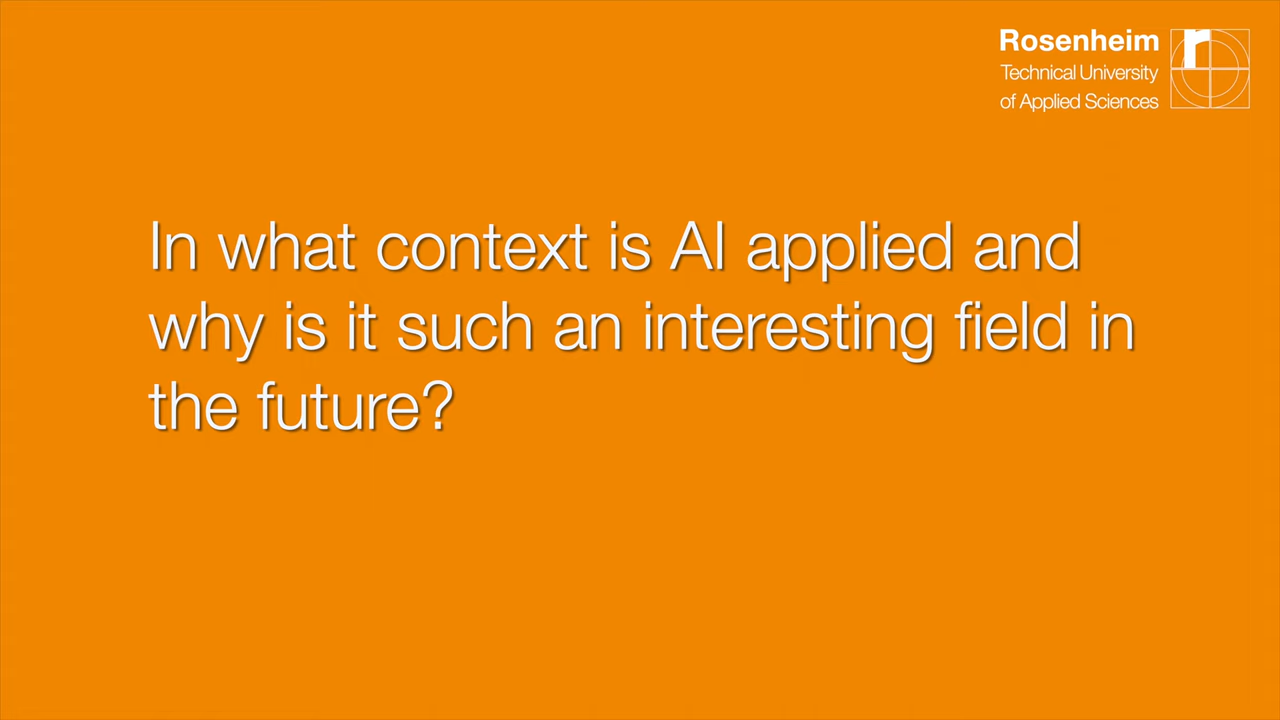 Rosenheim
Technical University
of Applied Sciences
In what context is AI applied and
why is it such an interesting field in
the future?